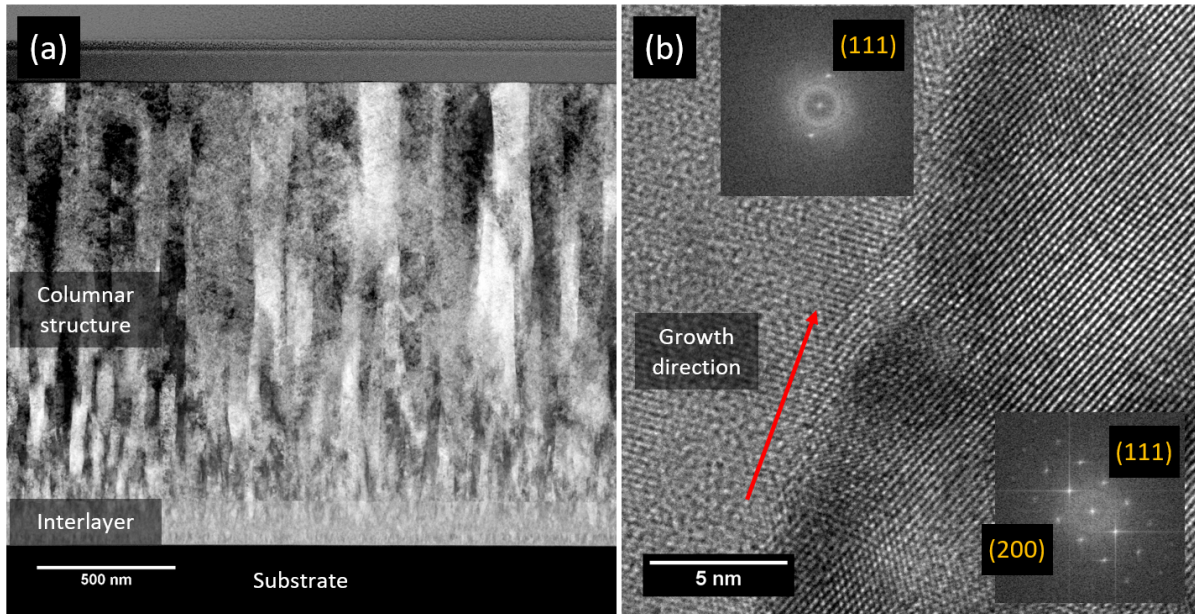 (a)
Columnar
structure
Interlayer
500 nm
Substrate
(b)
(111)
Growth
direction
5 nm
(111)
(200)